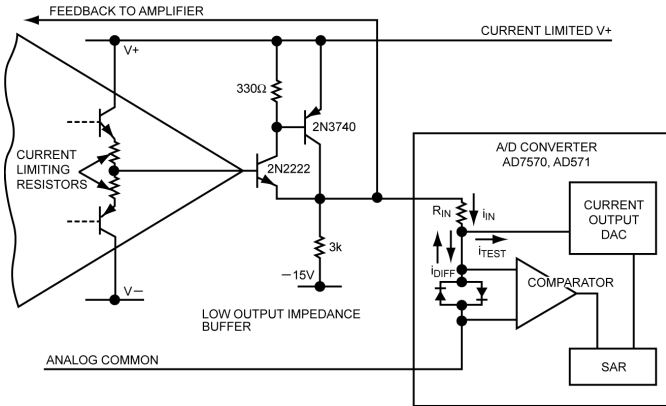 FEEDBACK TO AMPLIFIER
CURRENT LIMITED V+
V+
330Ω
2N3740
CURRENT
LIMITING
RESISTORS
2N2222
3k
−15V
V−
LOW OUTPUT IMPEDANCE
BUFFER
ANALOG COMMON
A/D CONVERTER
AD7570, AD571
RIN
iIN
CURRENT
OUTPUT
DAC
iTEST
iDIFF
COMPARATOR
SAR